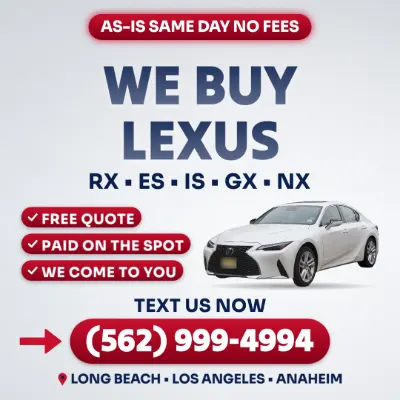 AS-IS SAME DAY NO FEES
WE BUY
LEXUS
RX ▪ ES ▪ IS ▪ GX ▪ NX
✓ FREE QUOTE
✓ PAID ON THE SPOT
✓ WE COME TO YOU
TEXT US NOW
(562) 999-4994
LONG BEACH ▪ LOS ANGELES ▪ ANAHEIM